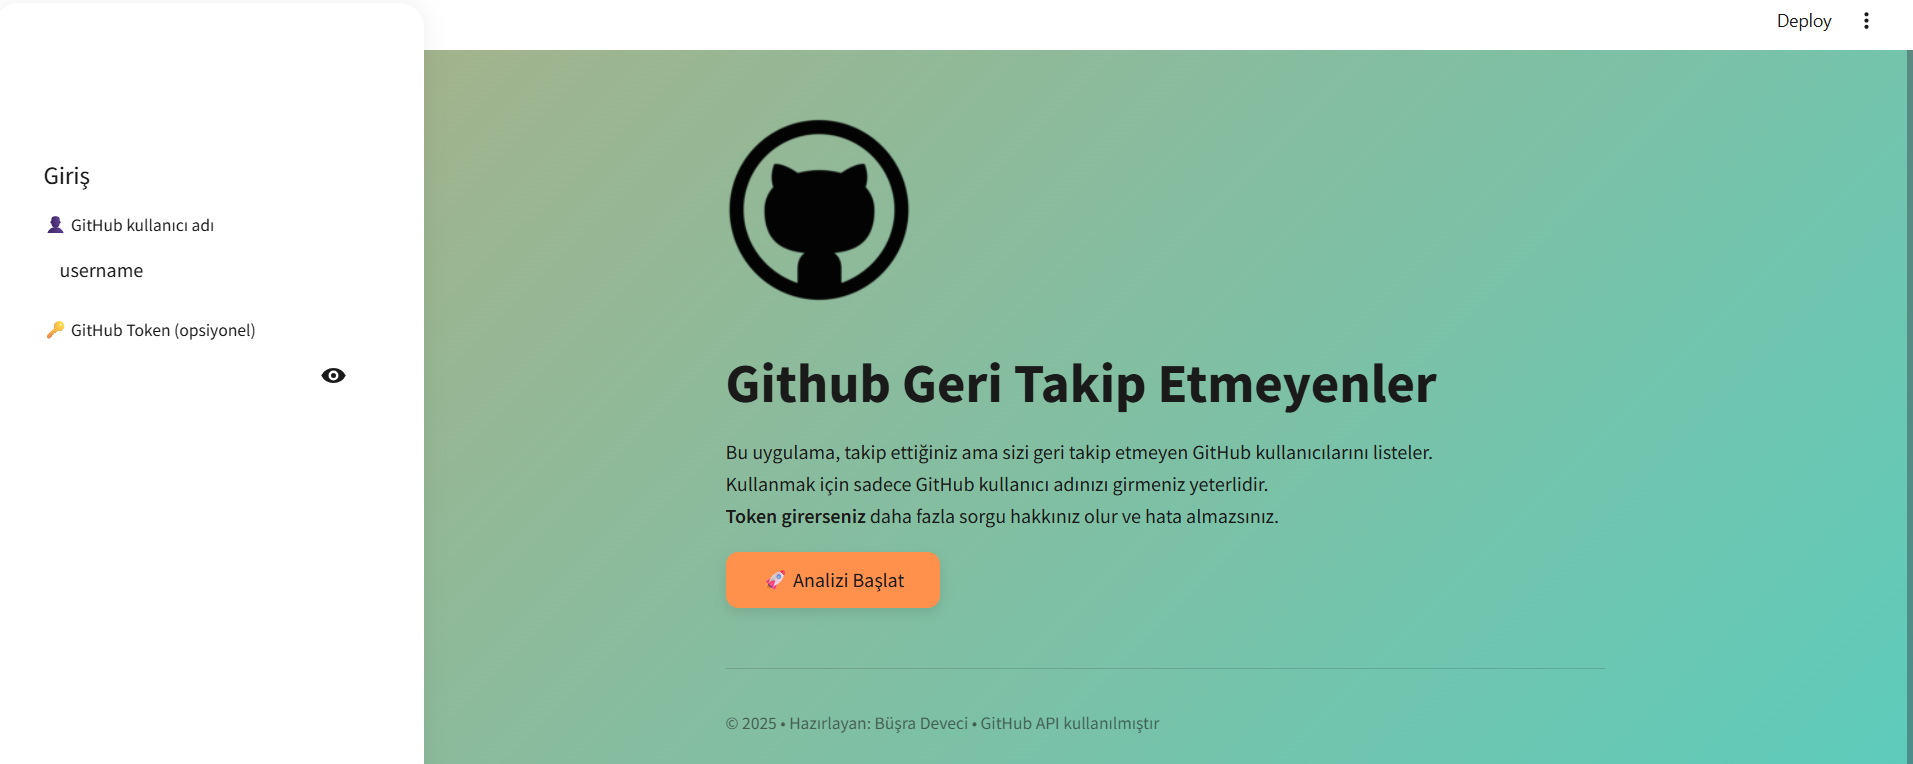 Deploy
Giriş
GitHub kullanıcı adı
username
GitHub Token (opsiyonel)
Github Geri Takip Etmeyenler
Bu uygulama, takip ettiğiniz ama sizi geri takip etmeyen GitHub kullanıcılarını listeler.
Kullanmak için sadece GitHub kullanıcı adınızı girmeniz yeterlidir.
Token girerseniz daha fazla sorgu hakkınız olur ve hata almazsınız.
🚀 Analizi Başlat
© 2025 • Hazırlayan: Büşra Deveci • GitHub API kullanılmıştır